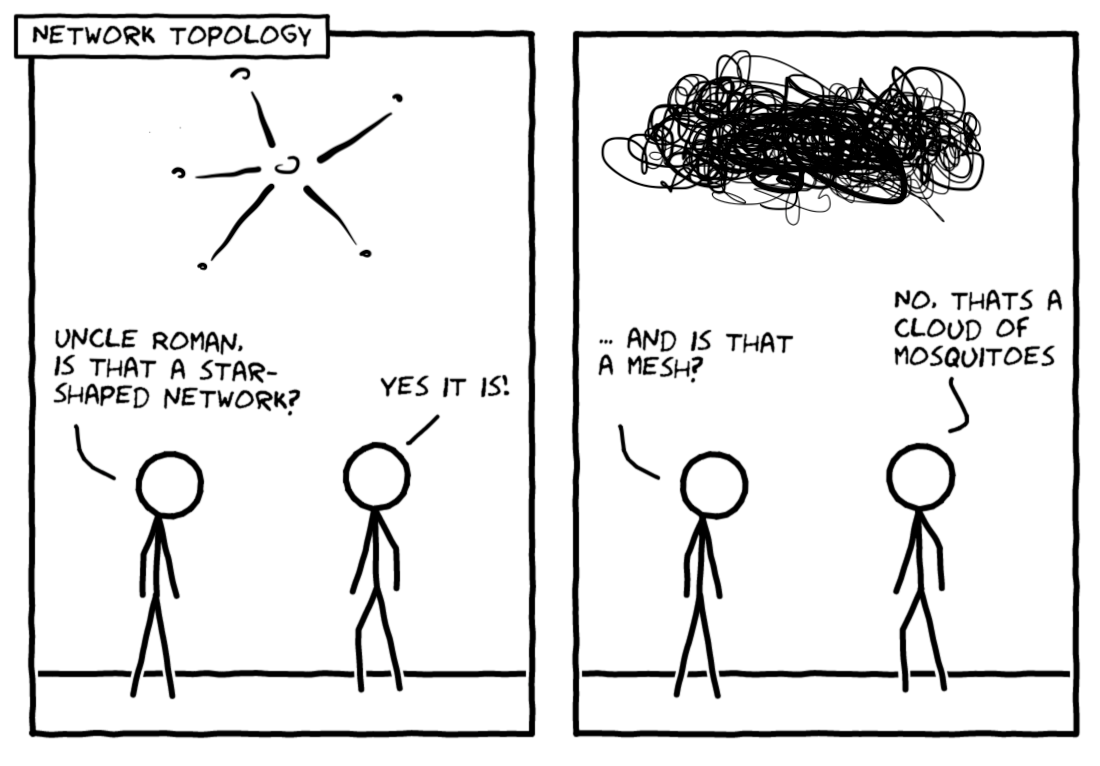 NETWORK TOPOLOGY
UNCLE ROMAN,
IS THAT A STAR-
SHAPED NETWORK?
YES IT IS!
... AND IS THAT
A MESH?
NO, THATS A
CLOUD OF
MOSQUITOES